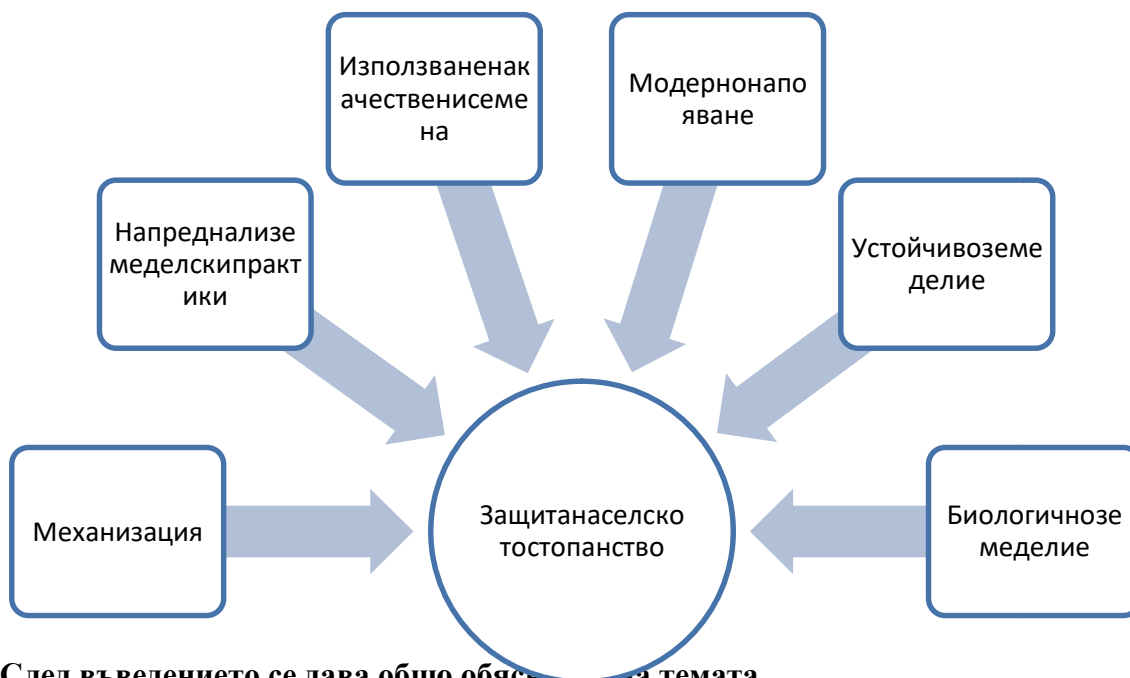 Използваненак
ачественисеме
на
Модернонапо
яване
Напреднализе
меделскипракт
ики
Устойчивоземе
делие
Механизация
Защитанаселско
тостопанство
Биологичнозе
меделие
След въведението се дава общо темата